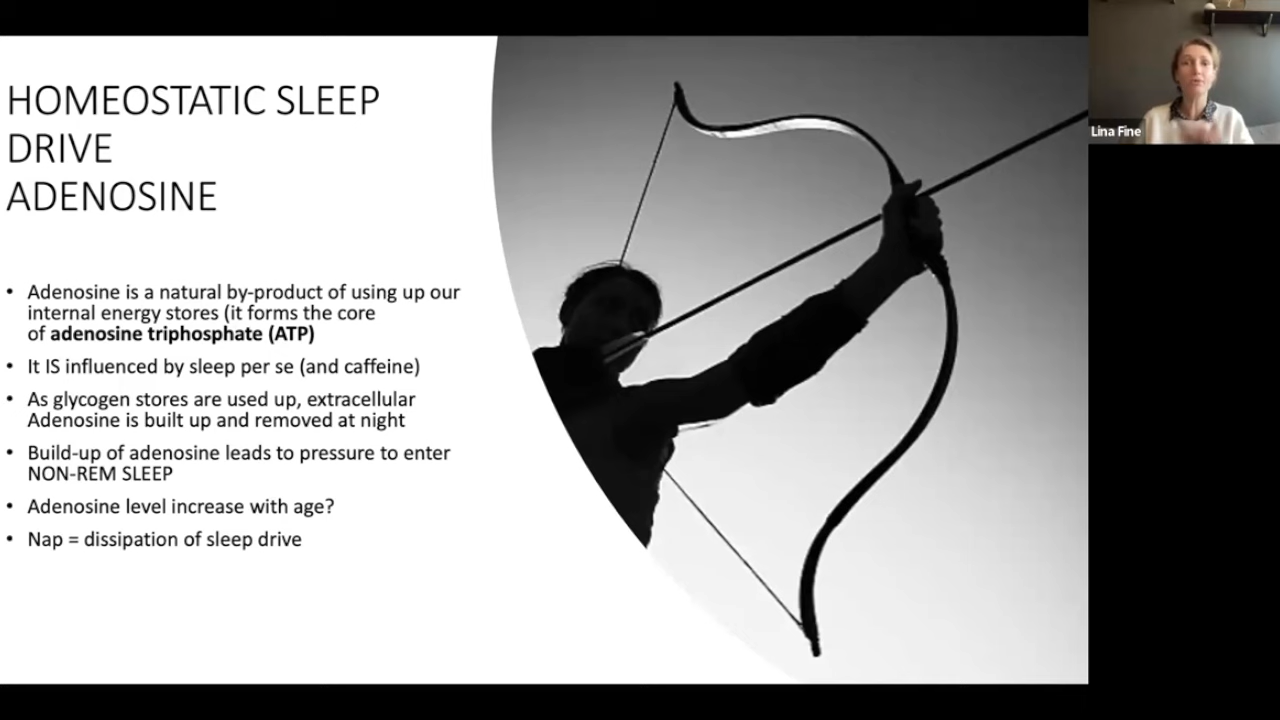 HOMEOSTATIC SLEEP
DRIVE
ADENOSINE
• Adenosine is a natural by-product of using up our
internal energy stores (it forms the core
of adenosine triphosphate (ATP)
• It IS influenced by sleep per se (and caffeine)
• As glycogen stores are used up, extracellular
Adenosine is built up and removed at night
• Build-up of adenosine leads to pressure to enter
NON-REM SLEEP
• Adenosine level increase with age?
• Nap = dissipation of sleep drive
Lina Fine